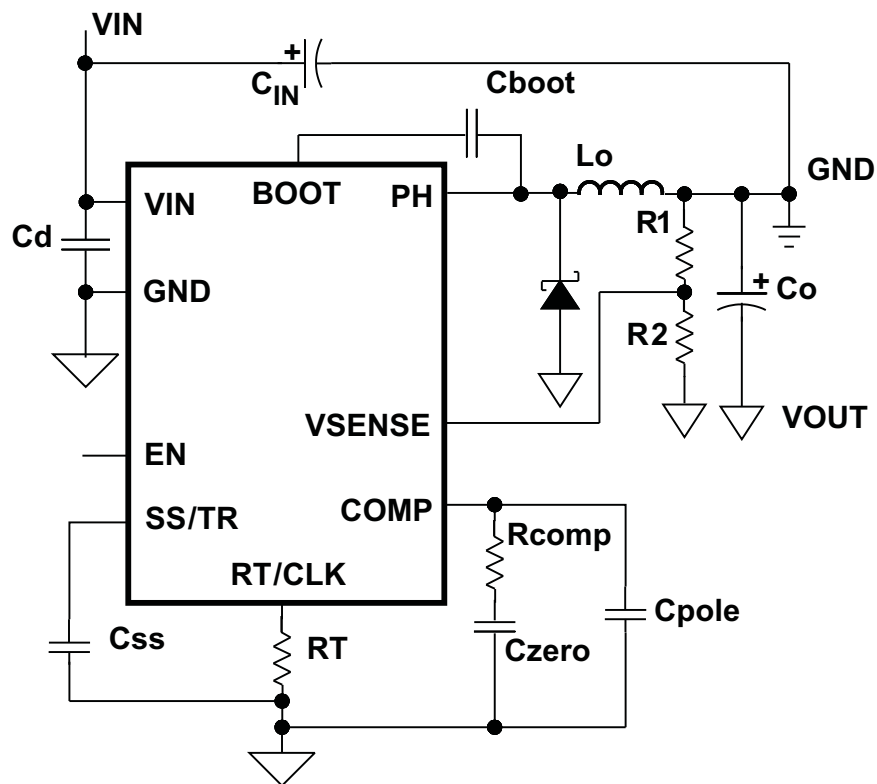 VIN
+
CIN
Cboot
Lo
GND
BOOT
PH
VIN
R1
Cd
GND
+
Co
R2
VSENSE
VOUT
EN
SS/TR
COMP
Rcomp
RT/CLK
Cpole
Css
RT
Czero